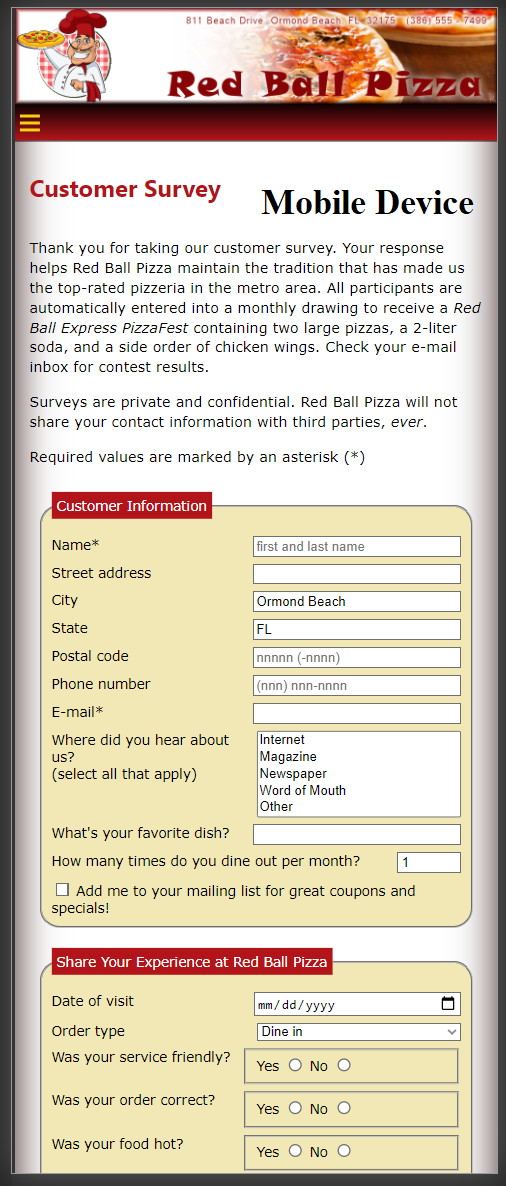 811 Beach Drive Ormond Beach, FL 32175 (386) 555 - 7499
Red Ball Pizza
Customer Survey
Mobile Device
Thank you for taking our customer survey. Your response
helps Red Ball Pizza maintain the tradition that has made us
the top-rated pizzeria in the metro area. All participants are
automatically entered into a monthly drawing to receive a Red
Ball Express PizzaFest containing two large pizzas, a 2-liter
soda, and a side order of chicken wings. Check your e-mail
inbox for contest results.
Surveys are private and confidential. Red Ball Pizza will not
share your contact information with third parties, ever.
Required values are marked by an asterisk (*)
Customer Information
Name* first and last name
Street address
City Ormond Beach
State FL
Postal code nnnnn (-nnnn)
Phone number (nnn) nnn-nnnn
E-mail*
Where did you hear about
us?
(select all that apply)
Internet
Magazine
Newspaper
Word of Mouth
Other
What's your favorite dish?
How many times do you dine out per month? 1
Add me to your mailing list for great coupons and
specials!
Share Your Experience at Red Ball Pizza
Date of visit mm/dd/yyyy
Order type Dine in
Was your service friendly? Yes No
Was your order correct? Yes No
Was your food hot? Yes No